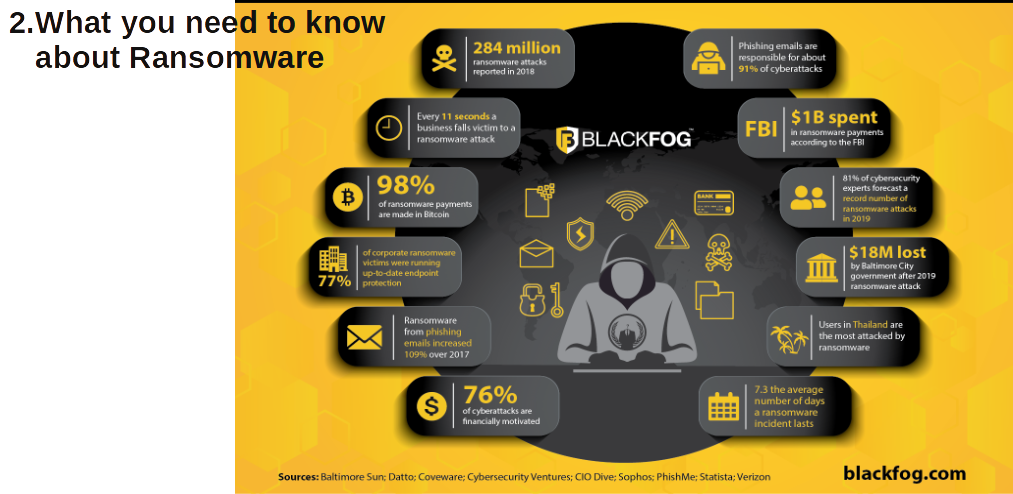 2.What you need to know
about Ransomware
284 million
ransomware attacks
reported in 2018
Phishing emails are
responsible for about
91% of cyberattacks
Every 11 seconds a
business falls victim to a
ransomware attack
BLACKFOG™
FBI
$1B spent
in ransomware payments
according to the FBI
98%
of ransomware payments
are made in Bitcoin
BANK
81% of cybersecurity
experts forecast a
record number of
ransomware attacks
in 2019
77%
of corporate ransomware
victims were running
up-to-date endpoint
protection
$18M lost
by Baltimore City
government after 2019
ransomware attack
Ransomware
from phishing
emails increased
109% over 2017
Users in Thailand are
the most attacked by
ransomware
76%
of cyberattacks are
financially motivated
7.3 the average
number of days
a ransomware
incident lasts
Sources: Baltimore Sun; Datto; Coveware; Cybersecurity Ventures; CIO Dive; Sophos; PhishMe; Statista; Verizon
blackfog.com